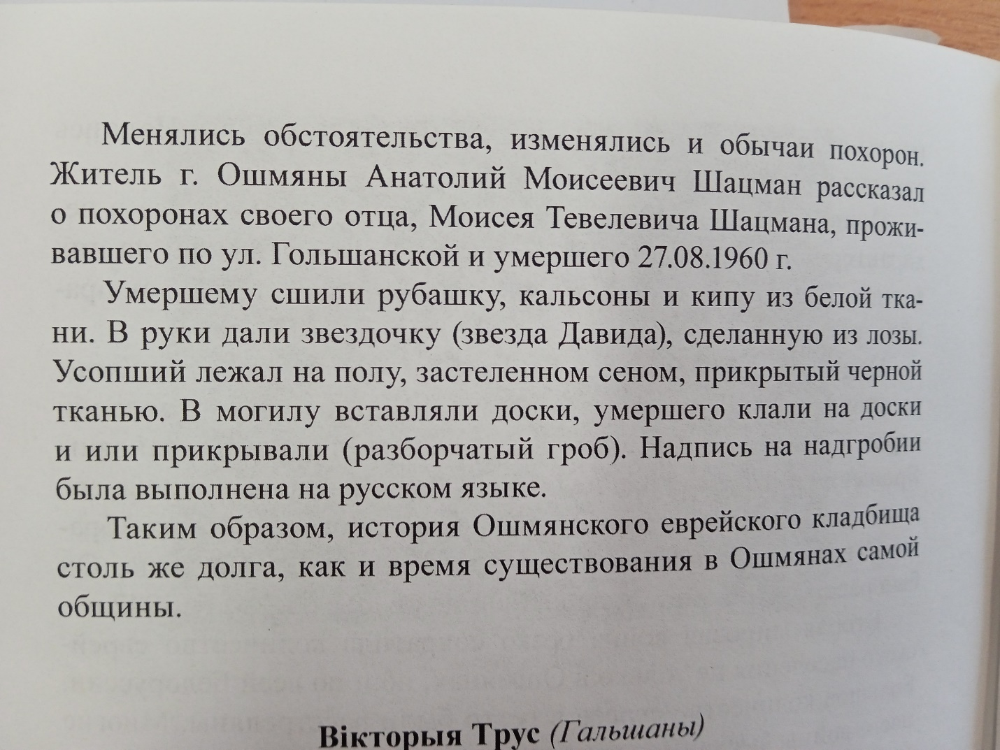 Менялись обстоятельства, изменялись и обычаи похорон.
Житель г. Ошмяны Анатолий Моисеевич Шацман рассказал
о похоронах своего отца, Моисея Тевелевича Шацмана, прожи-
вавшего по ул. Гольшанской и умершего 27.08.1960 г.
Умершему сшили рубашку, кальсоны и кипу из белой тка-
ни. В руки дали звездочку (звезда Давида), сделанную из лозы.
Усопший лежал на полу, застеленном сеном, прикрытый черной
тканью. В могилу вставляли доски, умершего клали на доски
и или прикрывали (разборчатый гроб). Надпись на надгробии
была выполнена на русском языке.
Таким образом, история Ошмянского еврейского кладбища
столь же долга, как и время существования в Ошмянах самой
общины.
Вікторыя Трус (Гальшаны)